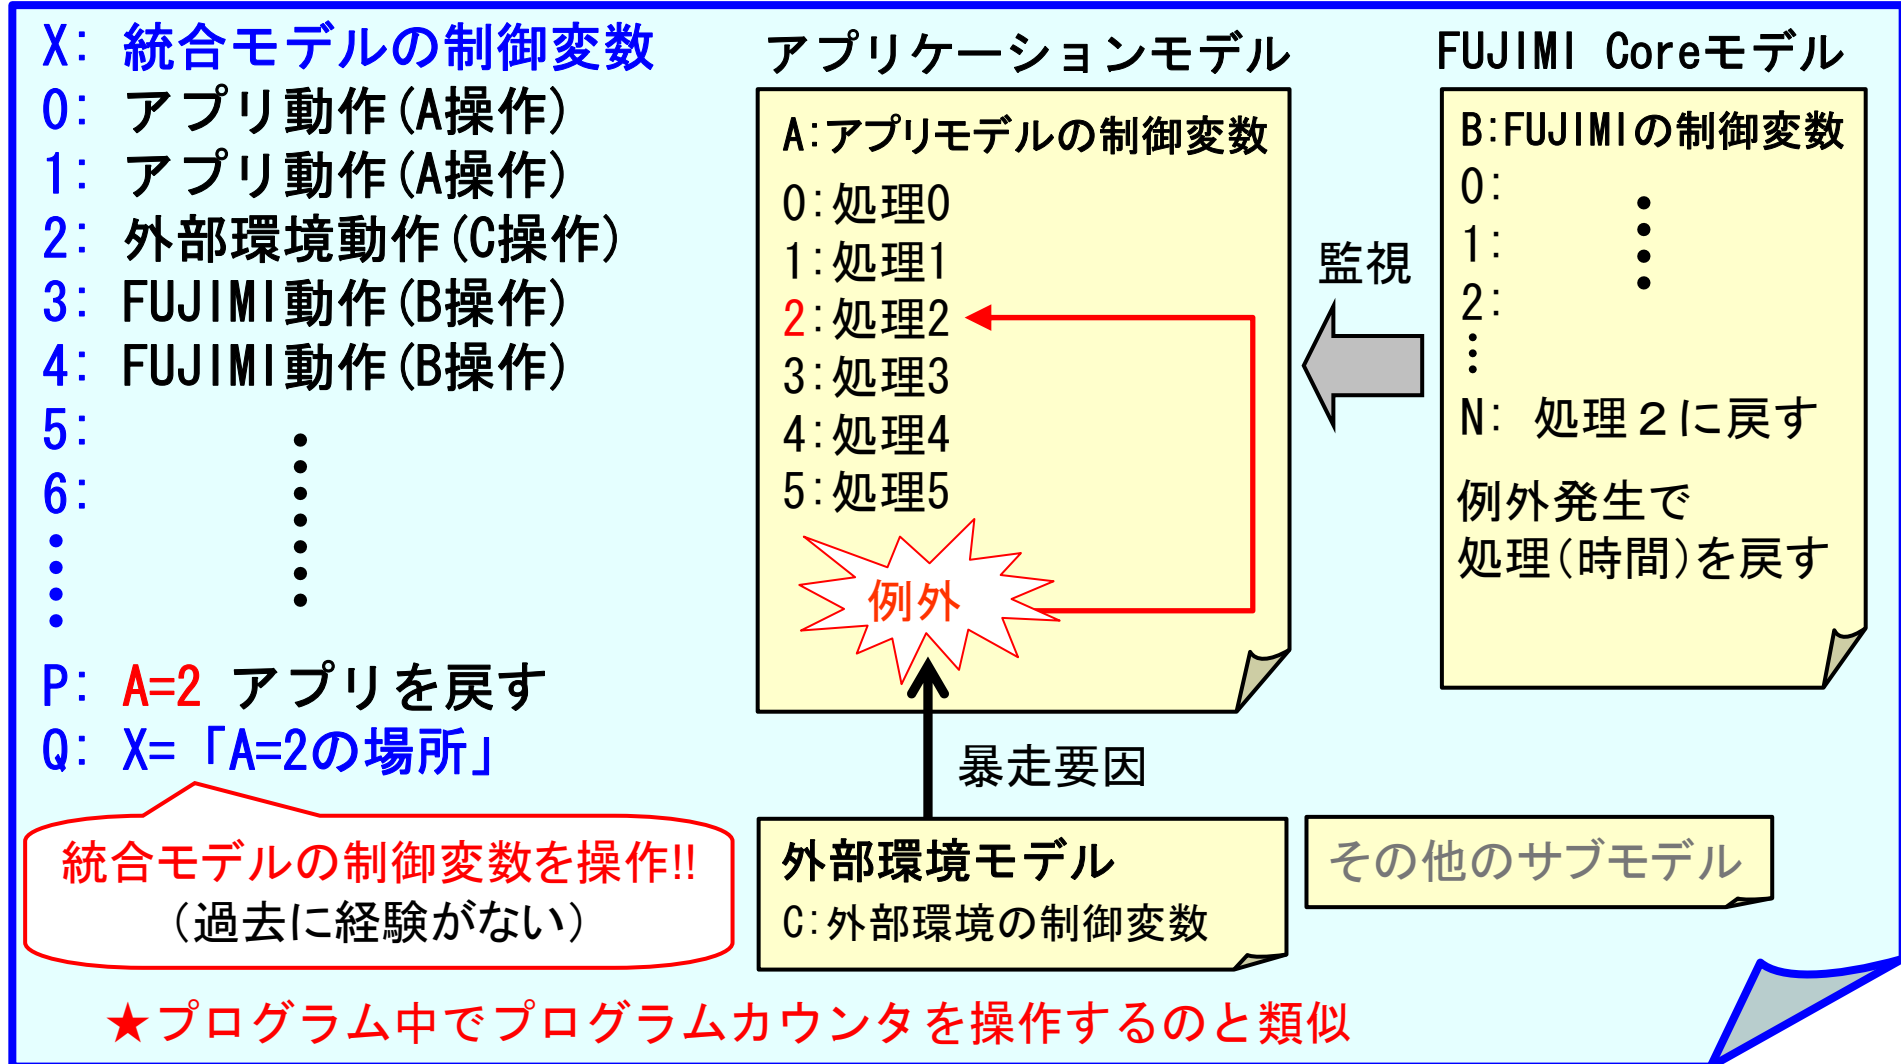 X: 統合モデルの制御変数
0: アプリ動作(A操作)
1: アプリ動作(A操作)
2: 外部環境動作(C操作)
3: FUJIMI動作(B操作)
4: FUJIMI動作(B操作)
5:
6:
P: A=2 アプリを戻す
Q: X=「A=2の場所」
統合モデルの制御変数を操作!!
(過去に経験がない)
アプリケーションモデル
A:アプリモデルの制御変数
0:処理0
1:処理1
2:処理2
3:処理3
4:処理4
5:処理5
例外
暴走要因
外部環境モデル
C:外部環境の制御変数
監視
FUJIMI Coreモデル
B:FUJIMIの制御変数
0:
1:
2:
N: 処理２に戻す
例外発生で
処理(時間)を戻す
その他のサブモデル
★プログラム中でプログラムカウンタを操作するのと類似